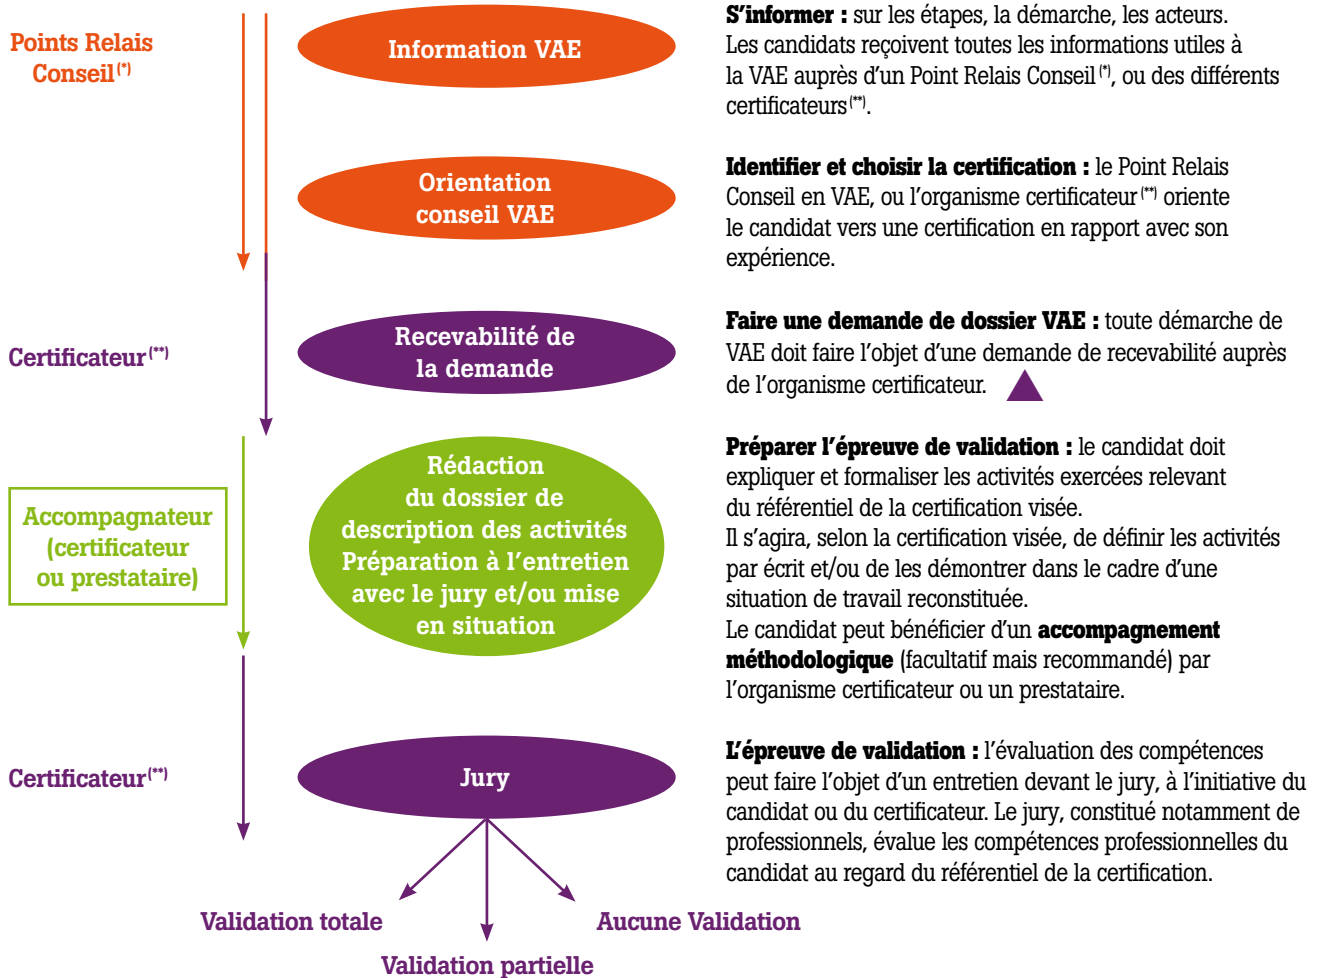 Points Relais
Conseil (*)
Information VAE
S’informer : sur les étapes, la démarche, les acteurs.
Les candidats reçoivent toutes les informations utiles à
la VAE auprès d’un Point Relais Conseil (*), ou des différents
certificateurs (**).
Orientation
conseil VAE
Identifier et choisir la certification : le Point Relais
Conseil en VAE, ou l’organisme certificateur (**) oriente
le candidat vers une certification en rapport avec son
expérience.
Certificateur (**)
Recevabilité de
la demande
Faire une demande de dossier VAE : toute démarche de
VAE doit faire l’objet d’une demande de recevabilité auprès
de l’organisme certificateur.
Accompagnateur
(certificateur
ou prestataire)
Rédaction
du dossier de
description des activités
Préparation à l’entretien
avec le jury et/ou mise
en situation
Préparer l’épreuve de validation : le candidat doit
expliquer et formaliser les activités exercées relevant
du référentiel de la certification visée.
Il s’agira, selon la certification visée, de définir les activités
par écrit et/ou de les démontrer dans le cadre d’une
situation de travail reconstituée.
Le candidat peut bénéficier d’un accompagnement
méthodologique (facultatif mais recommandé) par
l’organisme certificateur ou un prestataire.
Certificateur (**)
Jury
L’épreuve de validation : l’évaluation des compétences
peut faire l’objet d’un entretien devant le jury, à l’initiative du
candidat ou du certificateur. Le jury, constitué notamment de
professionnels, évalue les compétences professionnelles du
candidat au regard du référentiel de la certification.
Validation totale
Aucune Validation
Validation partielle